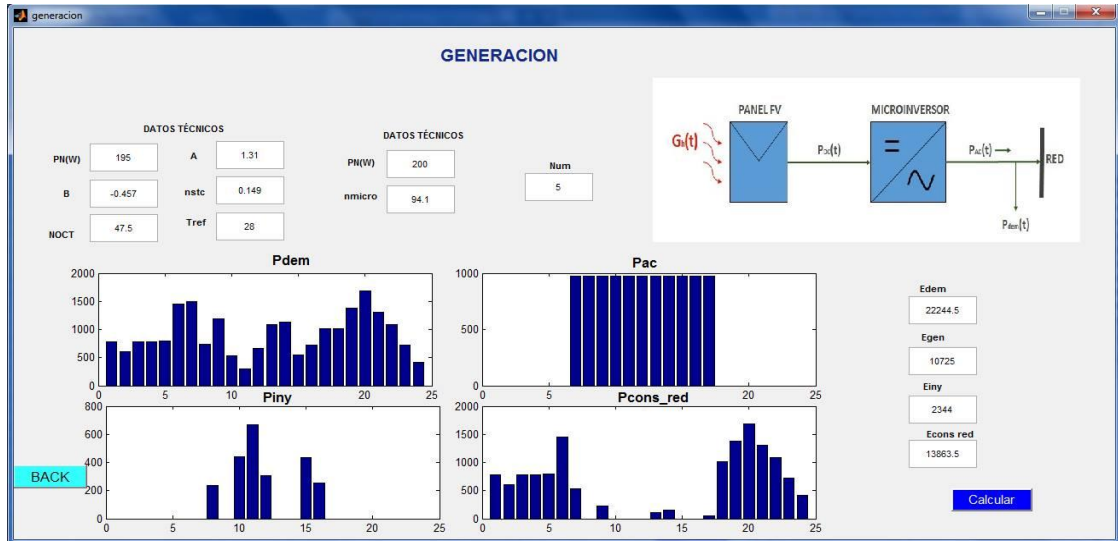 generacion
GENERACION
DATOS TÉCNICOS
PN(W) 195 A 1.31
B -0.457 nstc 0.149
NOCT 47.5 Tref 28
DATOS TÉCNICOS
PN(W) 200
nmicro 94.1
Num
5
PANEL FV MICROINVERSOR
Gb(t) PDC(t) PAC(t) RED
Pdem(t)
Pdem
2000
1500
1000
500
0
0 5 10 15 20 25
Pac
1000
500
0
0 5 10 15 20 25
Piny
800
600
400
200
0
0 5 10 15 20 25
Pcons_red
2000
1500
1000
500
0
0 5 10 15 20 25
Edem
22244.5
Egen
10725
Einy
2344
Econs red
13863.5
BACK
Calcular